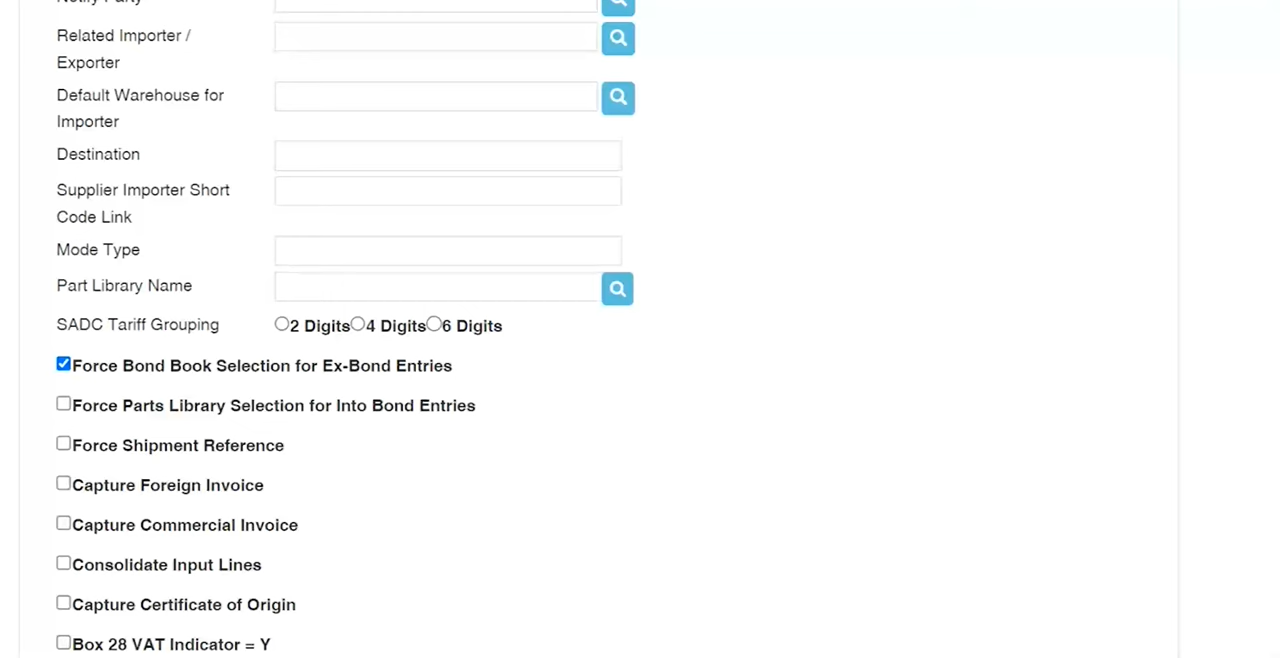 Notify Party
Related Importer /
Exporter
Default Warehouse for
Importer
Destination
Supplier Importer Short
Code Link
Mode Type
Part Library Name
SADC Tariff Grouping 2 Digits 4 Digits 6 Digits
Force Bond Book Selection for Ex-Bond Entries
Force Parts Library Selection for Into Bond Entries
Force Shipment Reference
Capture Foreign Invoice
Capture Commercial Invoice
Consolidate Input Lines
Capture Certificate of Origin
Box 28 VAT Indicator = Y